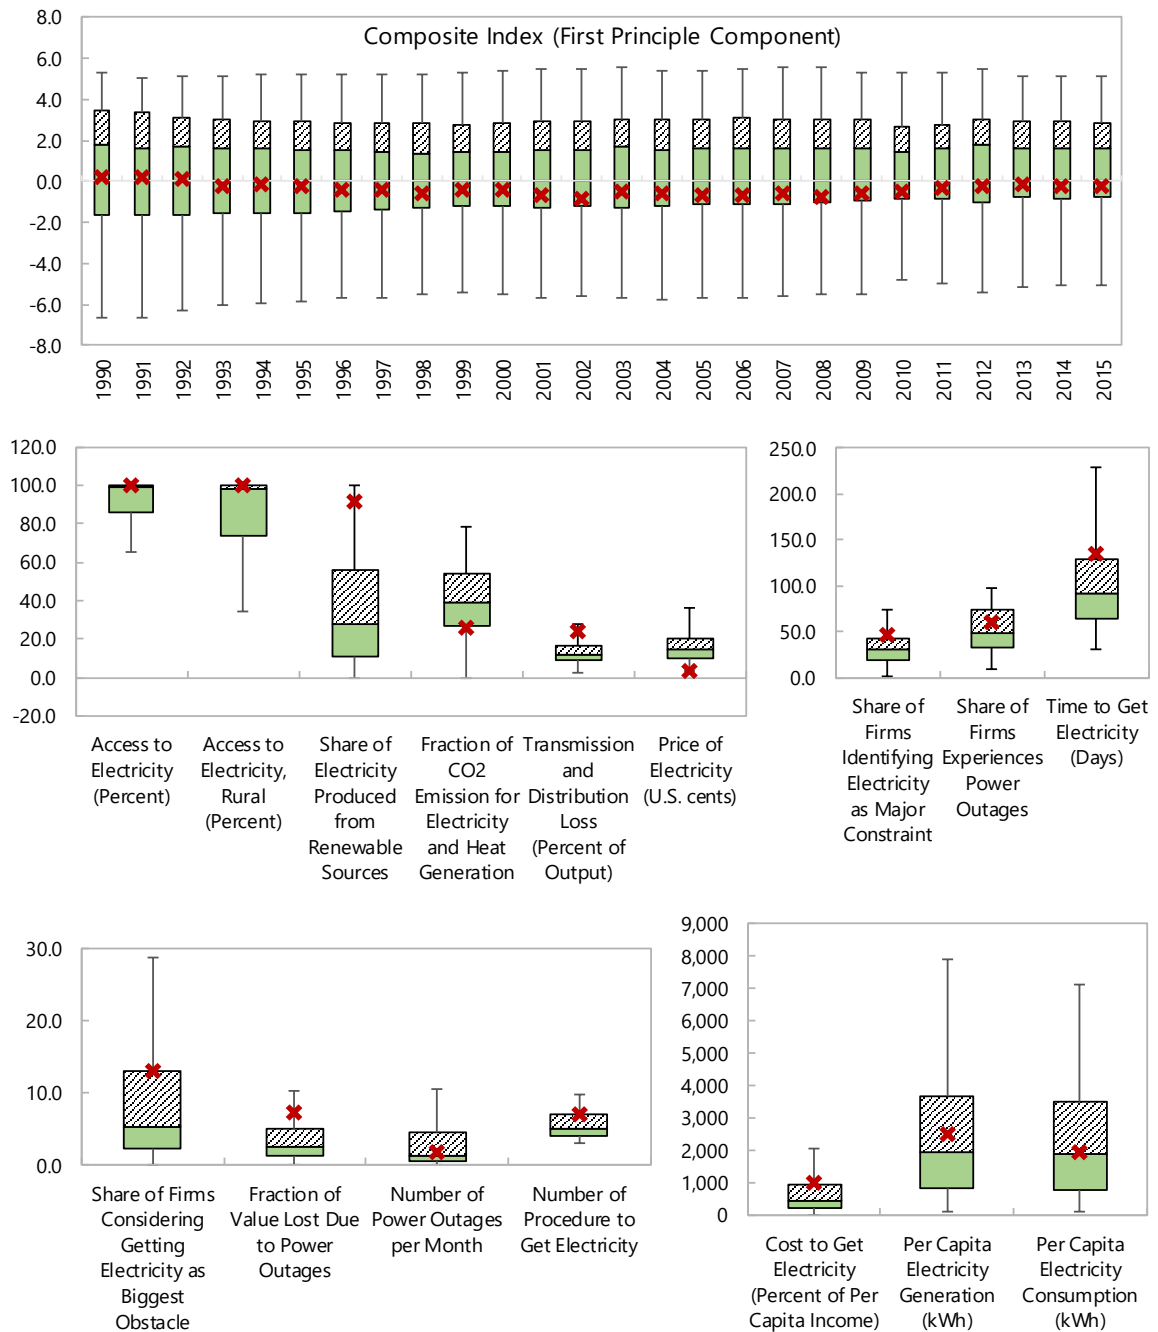 Composite Index (First Principle Component)
8.0
6.0
4.0
2.0
0.0
-2.0
-4.0
-6.0
-8.0
1990
1991
1992
1993
1994
1995
1996
1997
1998
1999
2000
2001
2002
2003
2004
2005
2006
2007
2008
2009
2010
2011
2012
2013
2014
2015
120.0
100.0
80.0
60.0
40.0
20.0
0.0
-20.0
Access to
Electricity
(Percent)
Access to
Electricity,
Rural
(Percent)
Share of
Electricity
Produced
from
Renewable
Sources
Fraction of
CO2
Emission for
Electricity
and Heat
Generation
Transmission
and
Distribution
Loss
(Percent of
Output)
Price of
Electricity
(U.S. cents)
250.0
200.0
150.0
100.0
50.0
0.0
Share of
Firms
Identifying
Electricity
as Major
Constraint
Share of
Firms
Experiences
Power
Outages
Time to Get
Electricity
(Days)
30.0
20.0
10.0
0.0
Share of Firms
Considering
Getting
Electricity as
Biggest
Obstacle
Fraction of
Value Lost Due
to Power
Outages
Number of
Power Outages
per Month
Number of
Procedure to
Get Electricity
9,000
8,000
7,000
6,000
5,000
4,000
3,000
2,000
1,000
0
Cost to Get
Electricity
(Percent of Per
Capita Income)
Per Capita
Electricity
Generation
(kWh)
Per Capita
Electricity
Consumption
(kWh)